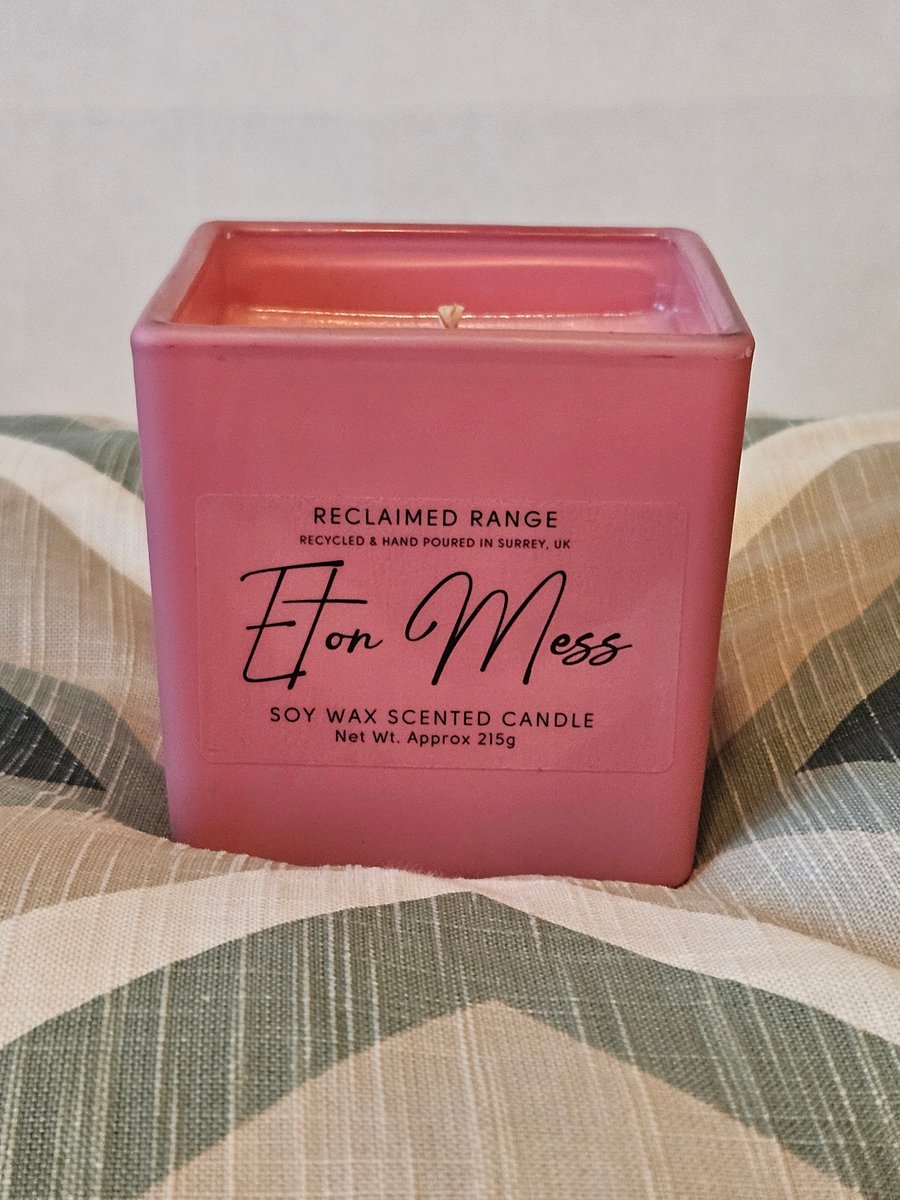 RECLAIMED RANGE
RECYCLED & HAND POURED IN SURREY, UK
Eton Mess
SOY WAX SCENTED CANDLE
Net Wt. Approx 215g